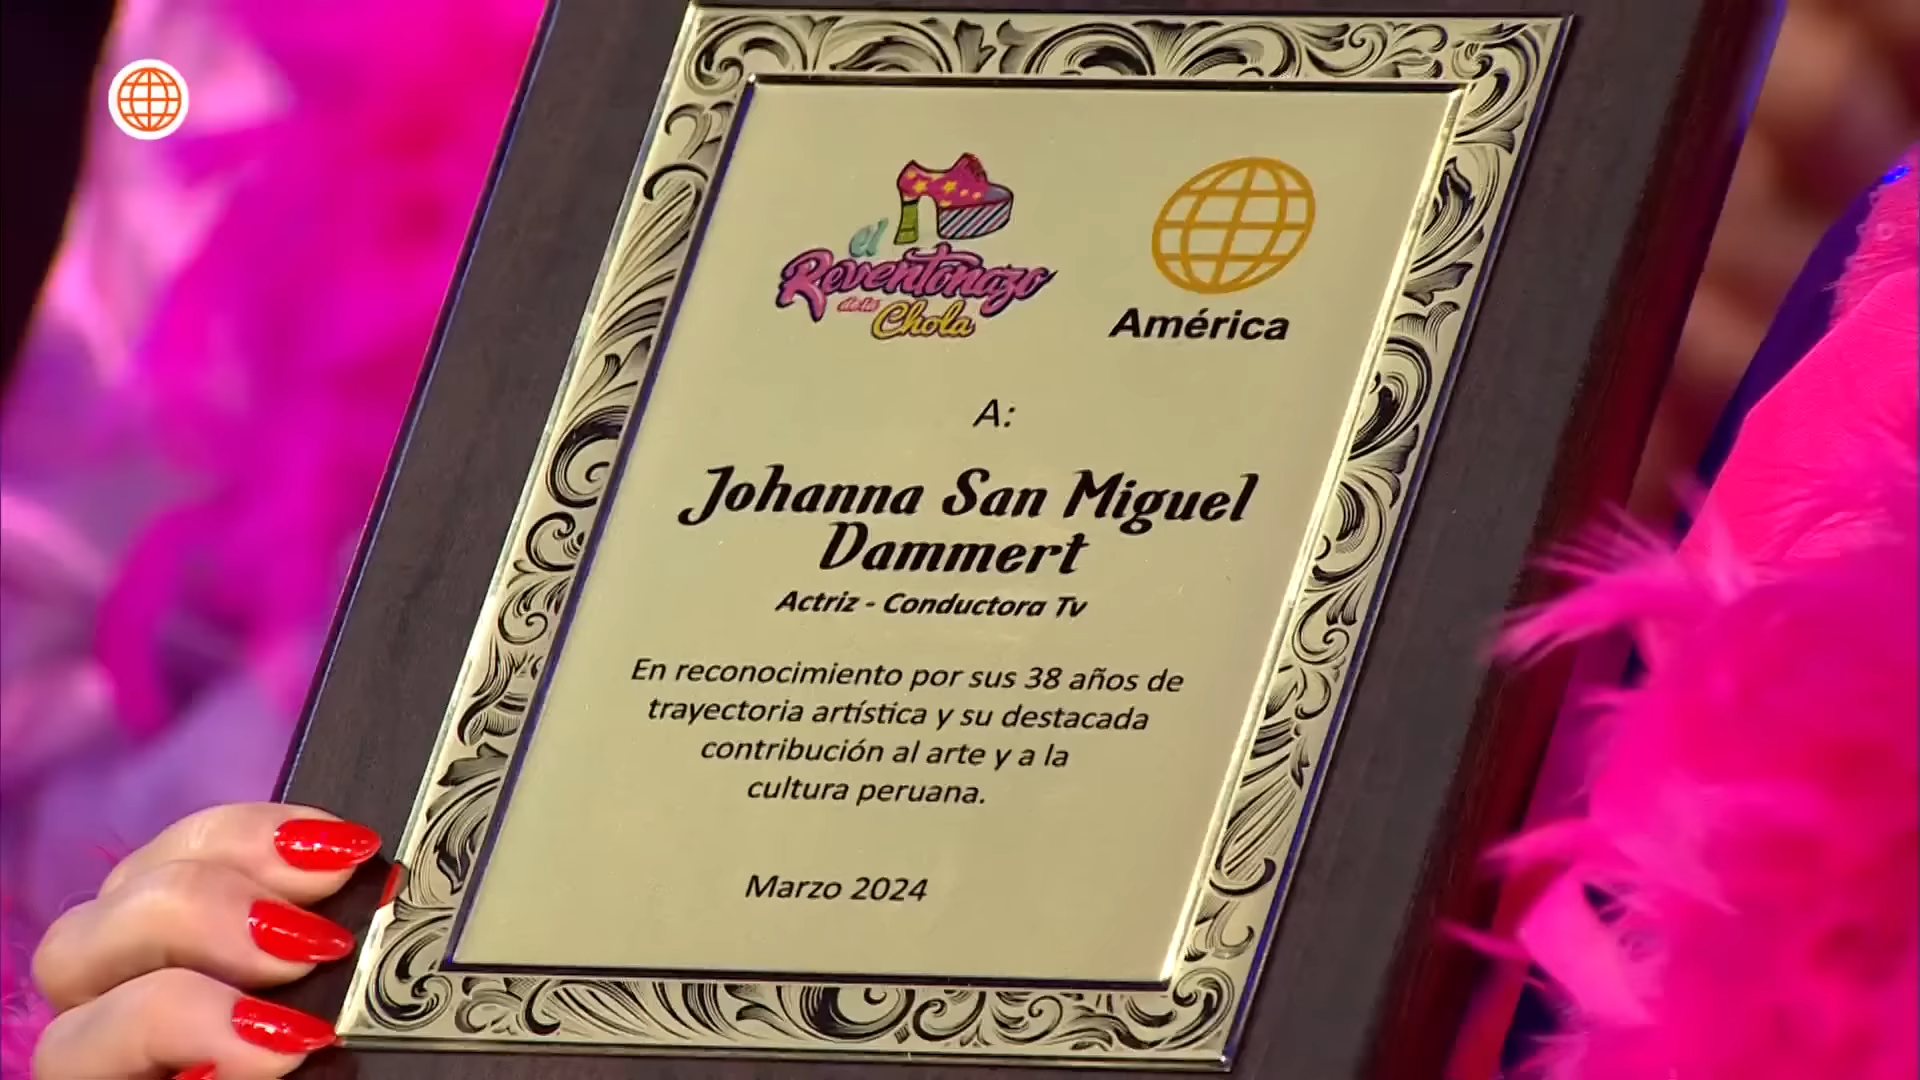 el
Reventonazo
de la
Chola
América
A:
Johanna San Miguel
Dammert
Actriz - Conductora Tv
En reconocimiento por sus 38 años de
trayectoria artística y su destacada
contribución al arte y a la
cultura peruana.
Marzo 2024